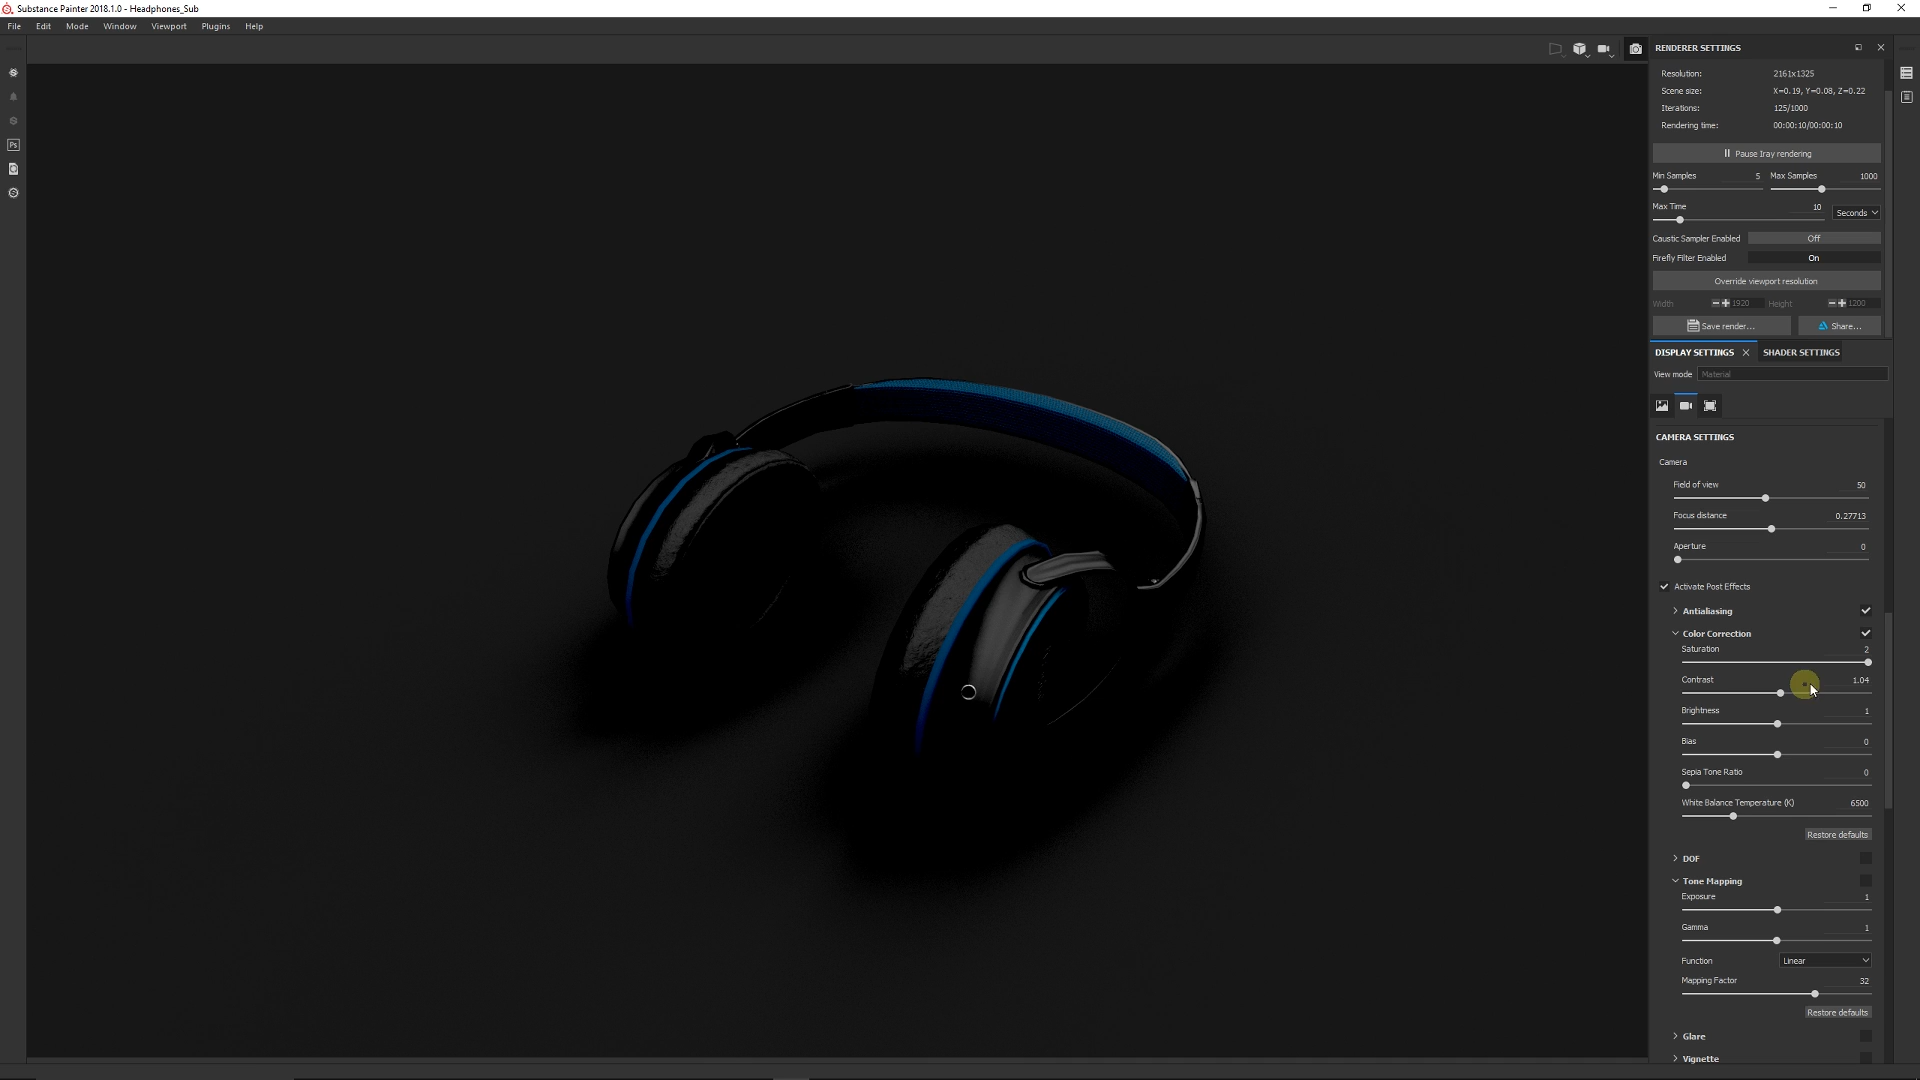 Substance Painter 2018.1.0 - Headphones_Sub
File Edit Mode Window Viewport Plugins Help
RENDERER SETTINGS
Resolution: 2161x1325
Scene size: X=0.19, Y=0.08, Z=0.22
Iterations: 125/1000
Rendering time: 00:00:10/00:00:10
Pause Iray rendering
Min Samples 5 Max Samples 1000
Max Time 10 Seconds
Caustic Sampler Enabled Off
Firefly Filter Enabled On
Override viewport resolution
Width 1920 Height 1200
Save render... Share...
DISPLAY SETTINGS SHADER SETTINGS
View mode Material
CAMERA SETTINGS
Camera
Field of view 50
Focus distance 0.27713
Aperture 0
Activate Post Effects
Antialiasing
Color Correction
Saturation 2
Contrast 1.04
Brightness 1
Bias 0
Sepia Tone Ratio 0
White Balance Temperature (K) 6500
Restore defaults
DOF
Tone Mapping
Exposure 1
Gamma 1
Function Linear
Mapping Factor 32
Restore defaults
Glare
Vignette
Ps